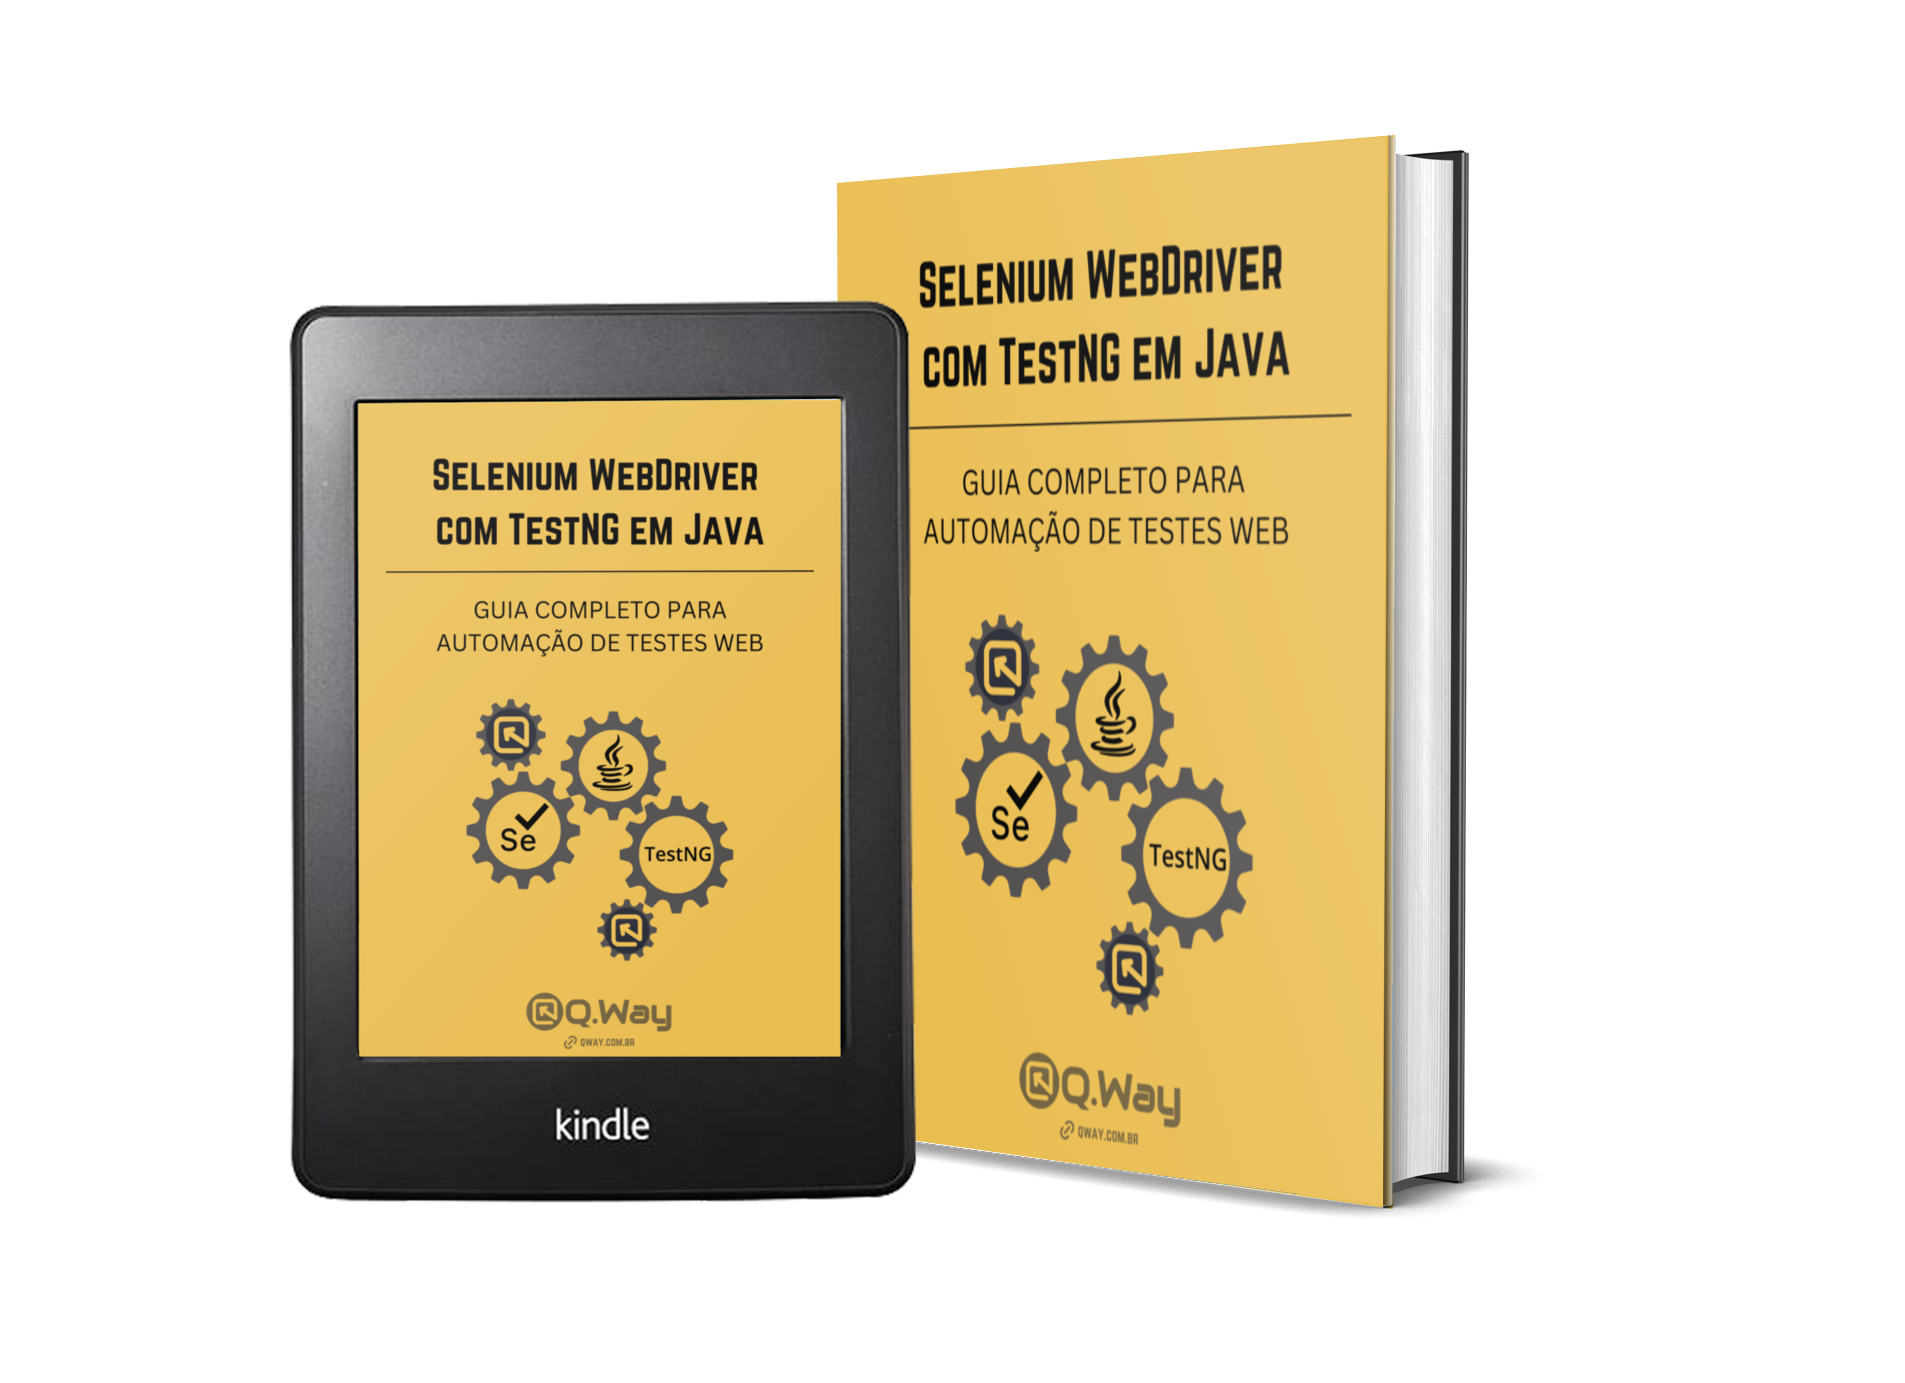 Selenium WebDriver
com TestNG em Java
GUIA COMPLETO PARA
AUTOMAÇÃO DE TESTES WEB
Se
TestNG
Q.Way
QWAY.COM.BR
kindle
Selenium WebDriver
com TestNG em Java
GUIA COMPLETO PARA
AUTOMAÇÃO DE TESTES WEB
Se
TestNG
Q.Way
QWAY.COM.BR